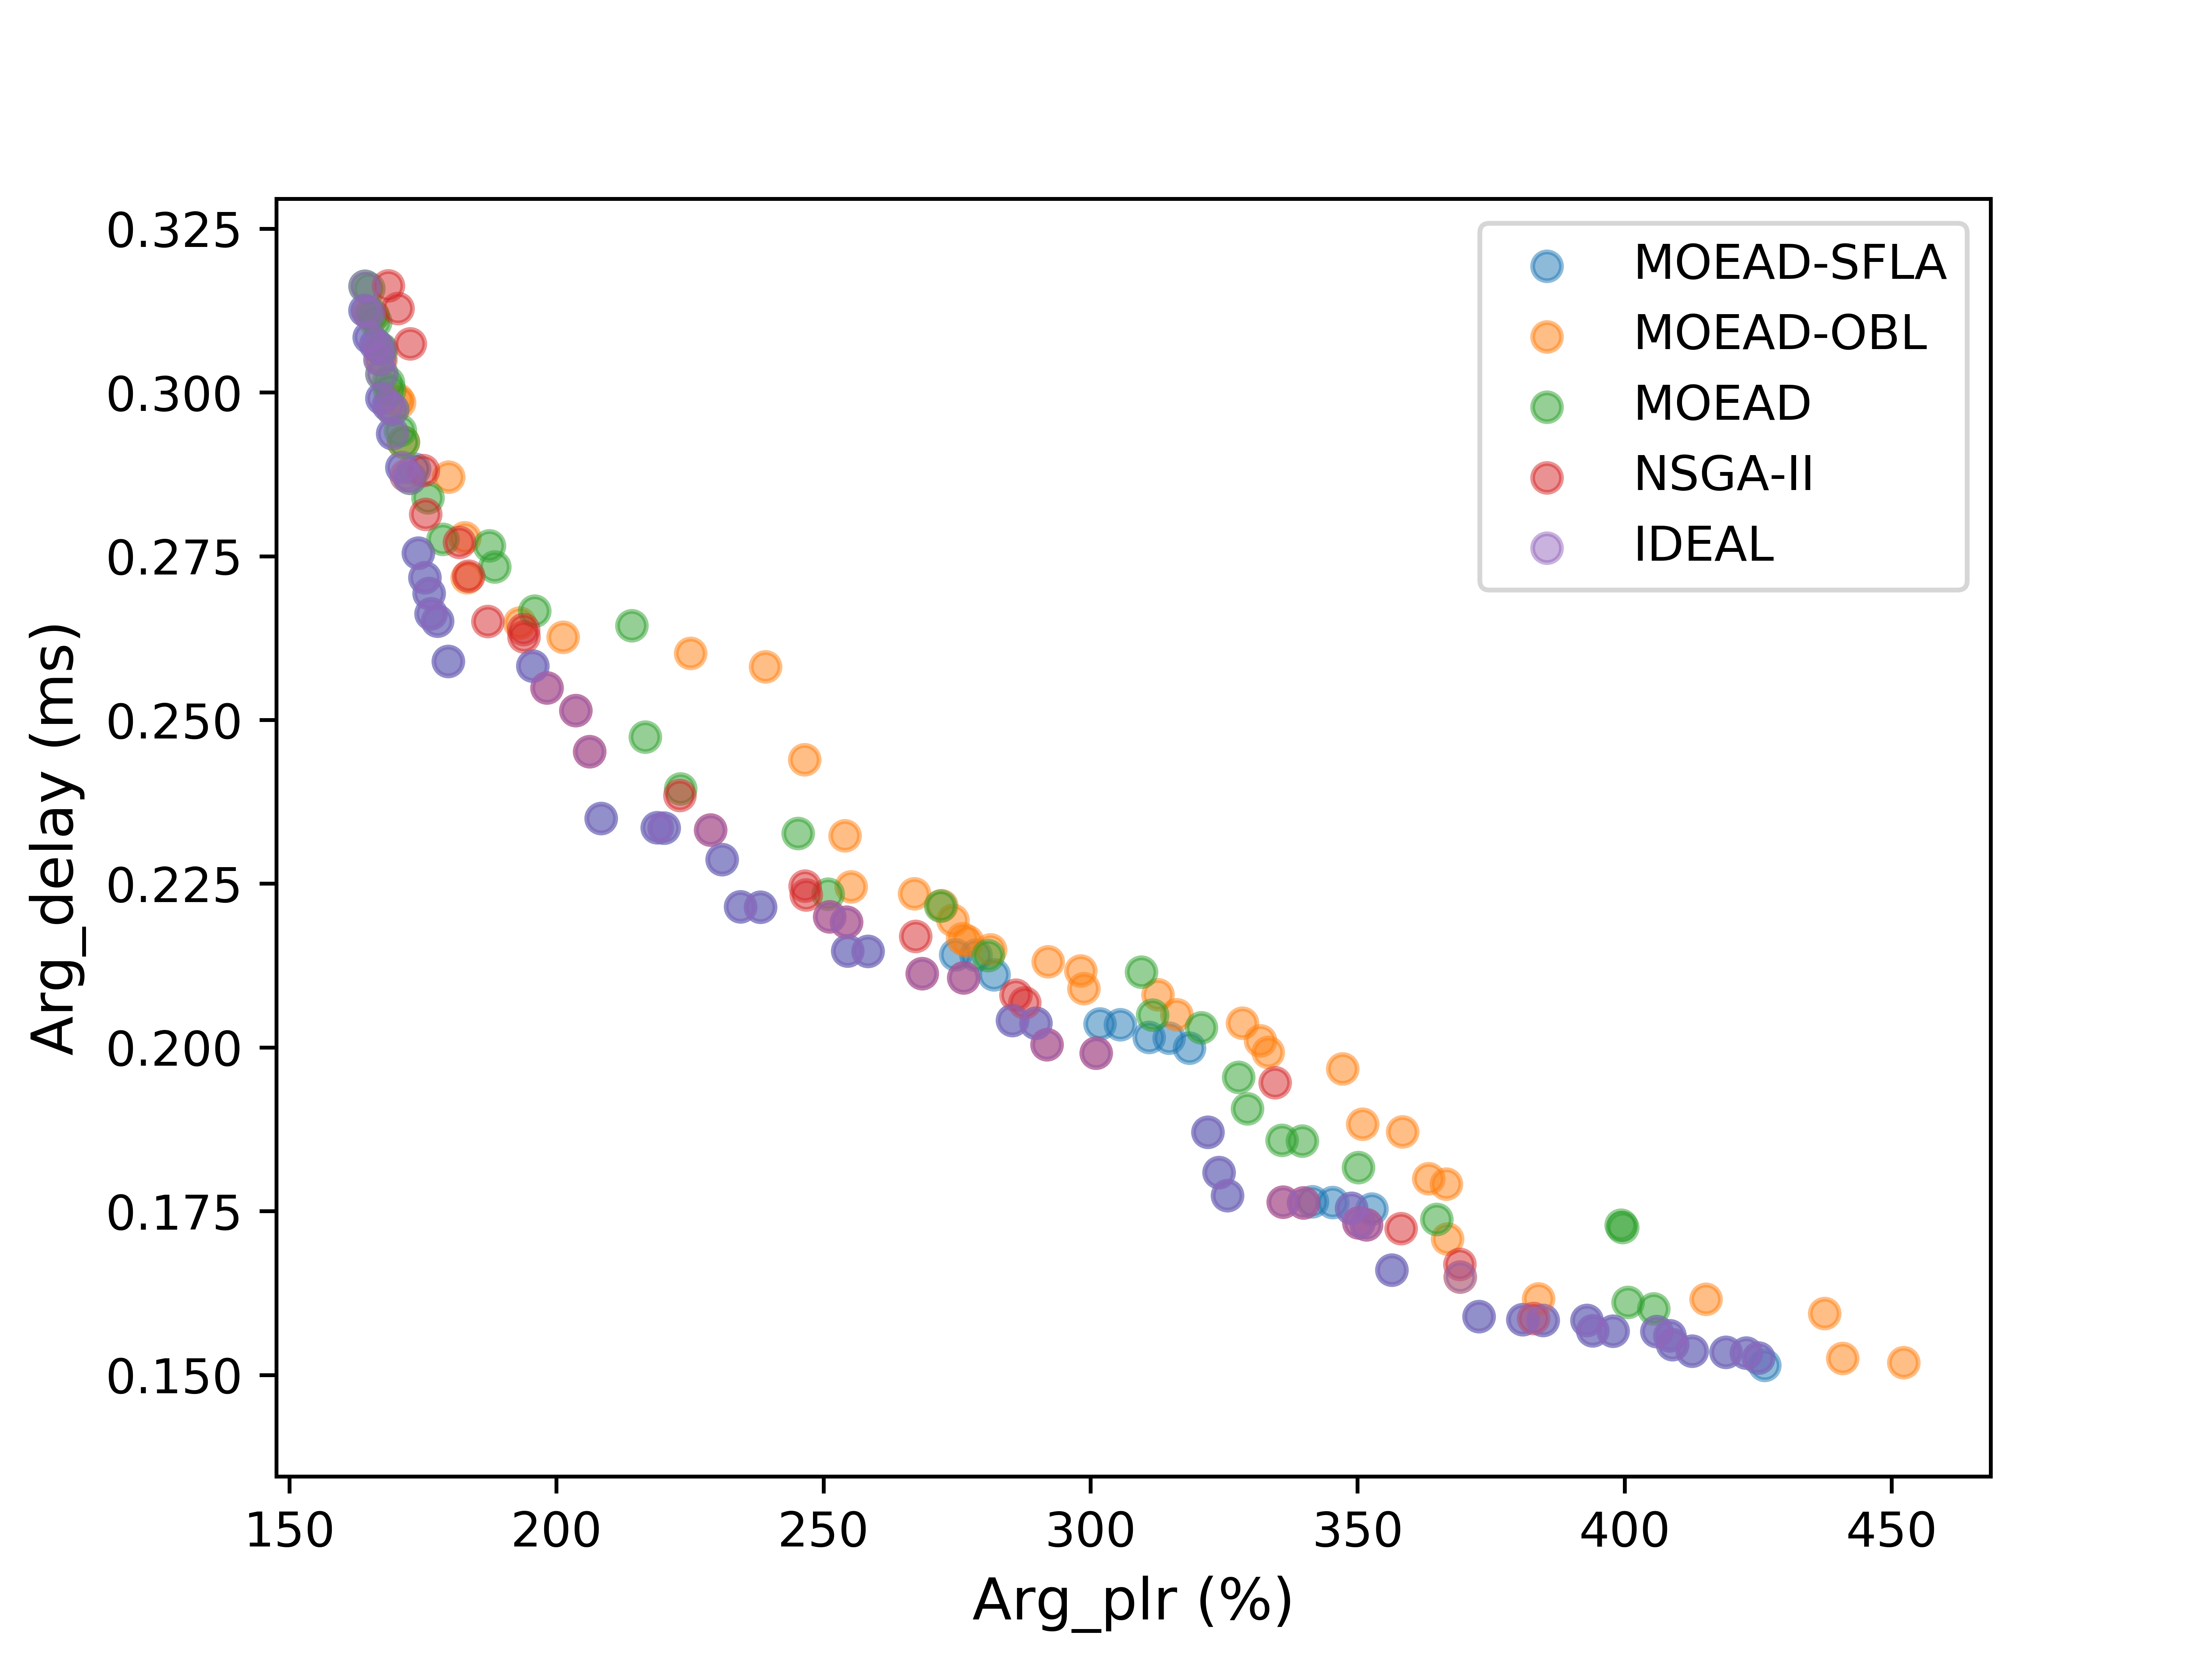 MOEAD-SFLA
MOEAD-OBL
MOEAD
NSGA-II
IDEAL
0.325
0.300
0.275
0.250
0.225
0.200
0.175
0.150
Arg_delay (ms)
150 200 250 300 350 400 450
Arg_plr (%)